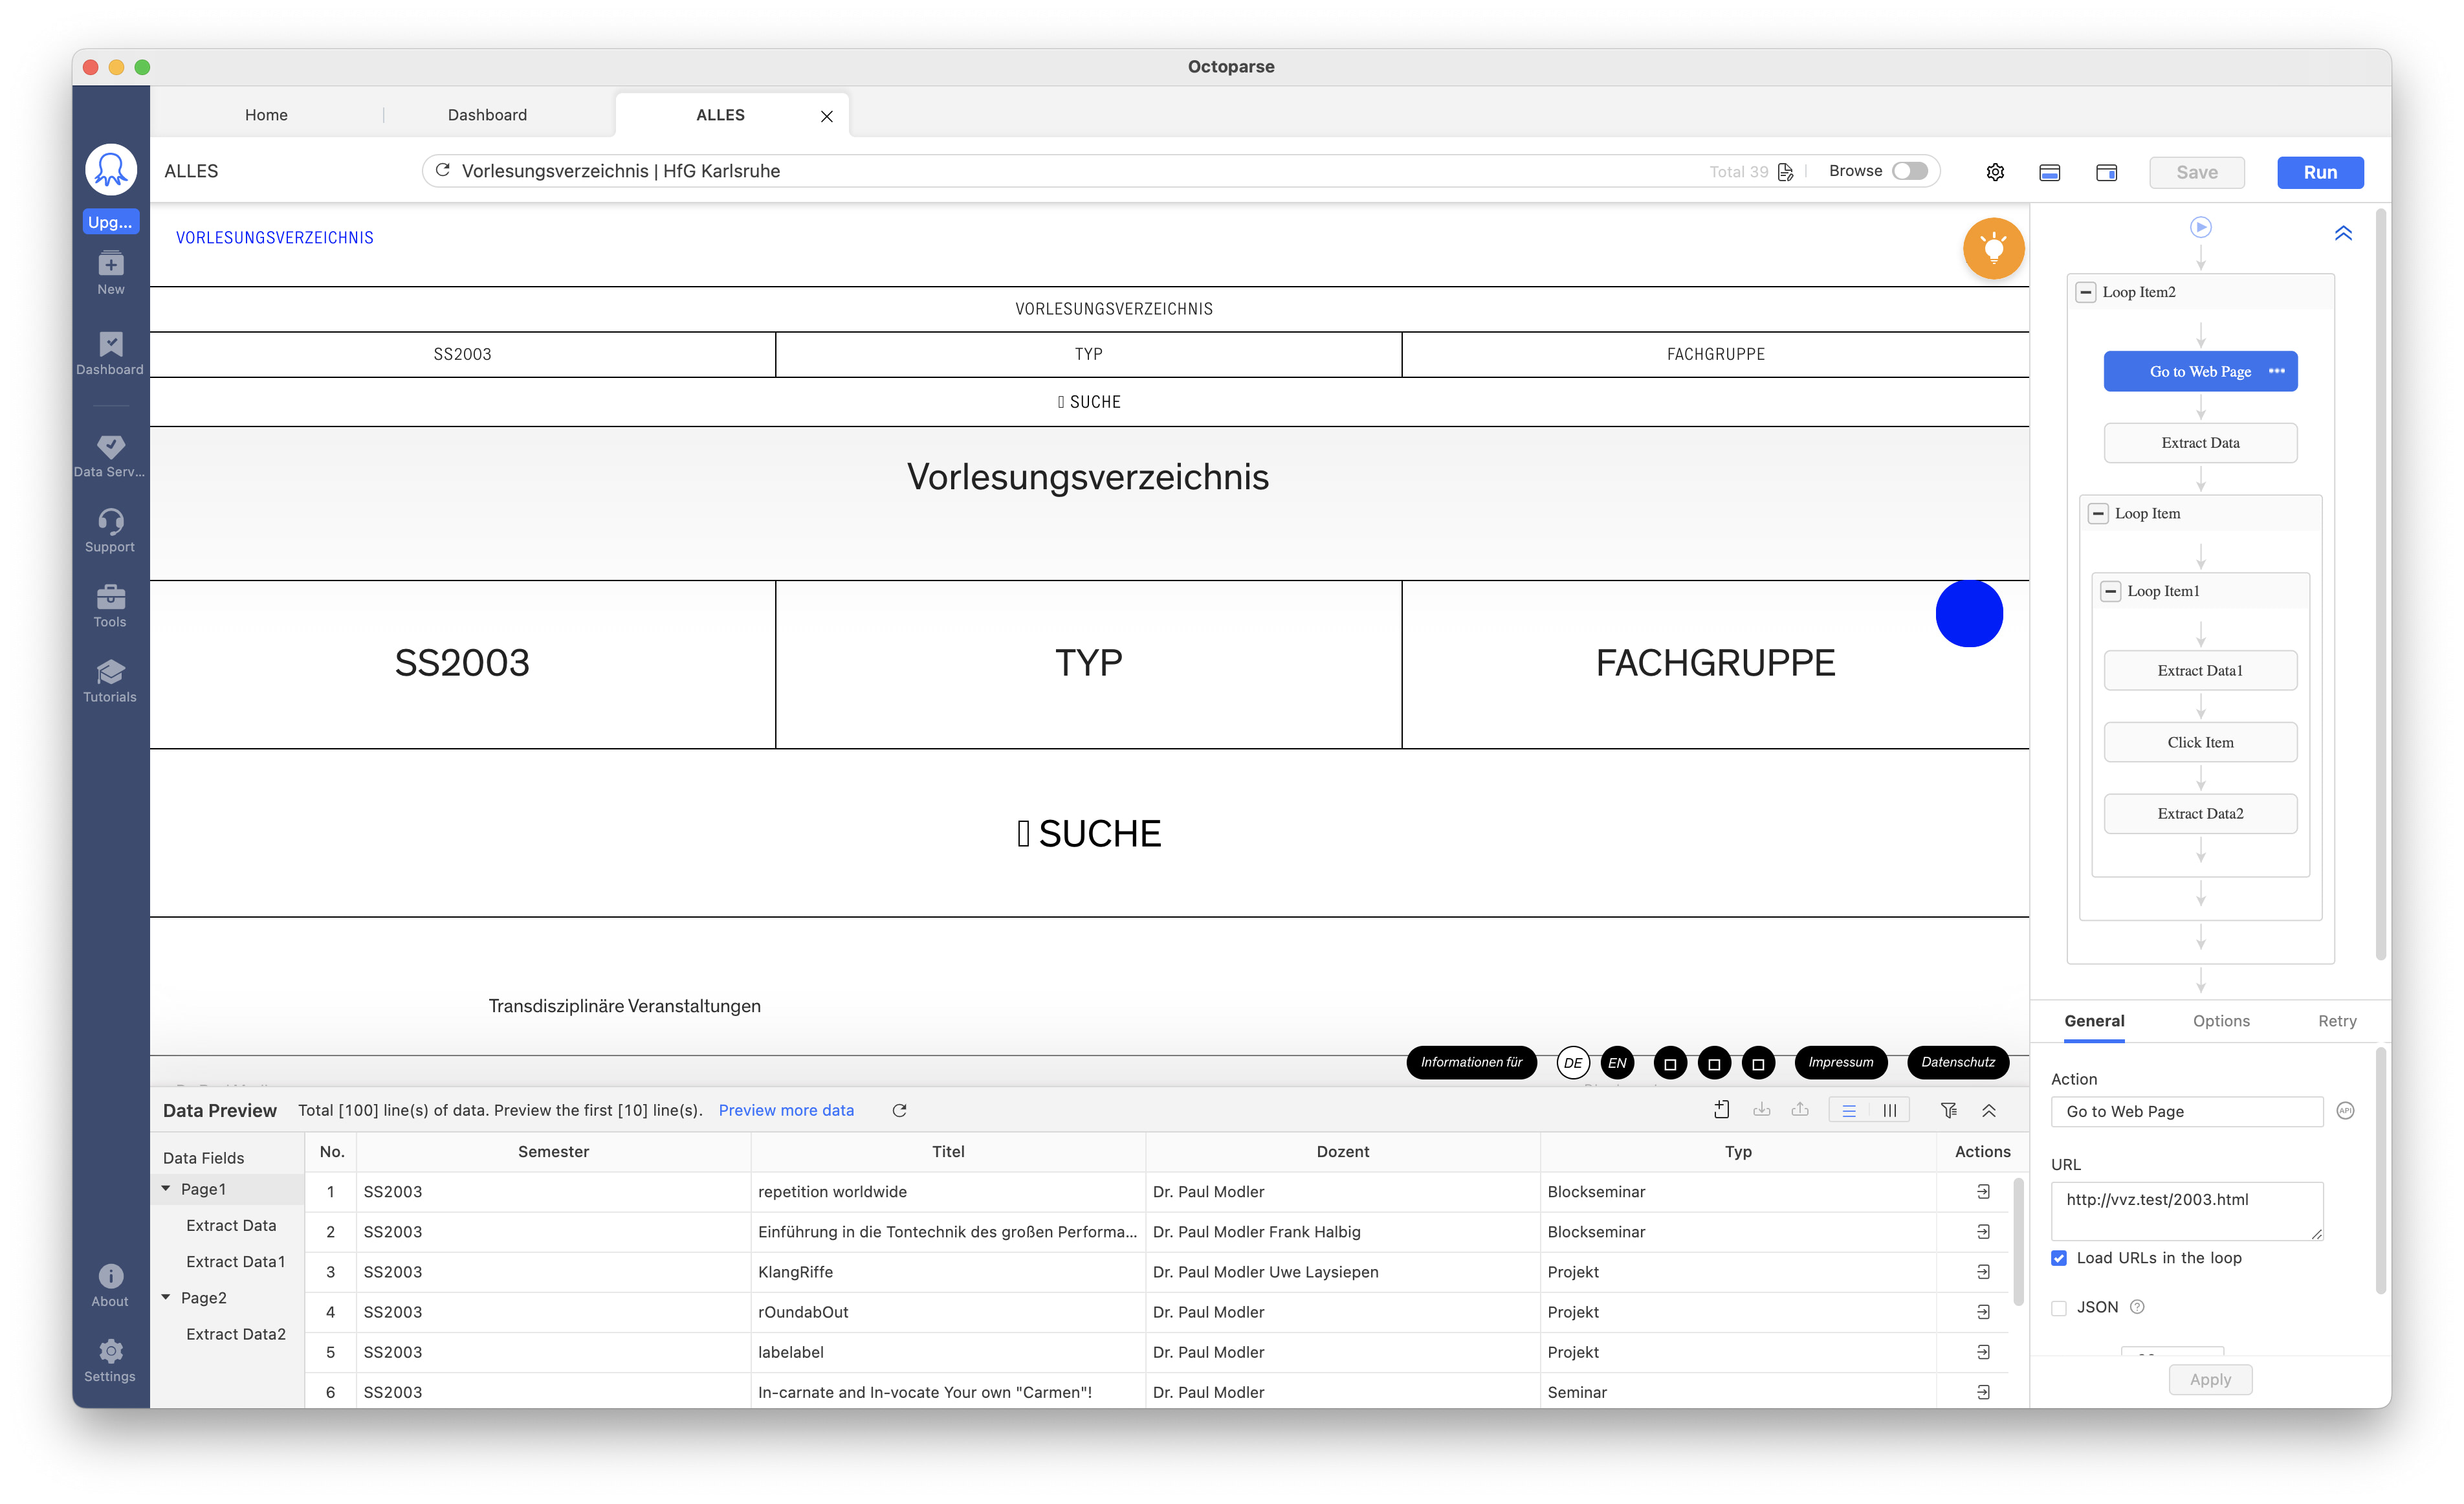 Octoparse
Home
Dashboard
ALLES
ALLES
Vorlesungsverzeichnis | HfG Karlsruhe
Total 39
Browse
Save
Run
Upg...
New
Dashboard
Data Serv...
Support
Tools
Tutorials
About
Settings
VORLESUNGSVERZEICHNIS
VORLESUNGSVERZEICHNIS
SS2003 TYP FACHGRUPPE
SUCHE
Vorlesungsverzeichnis
SS2003 TYP FACHGRUPPE
SUCHE
Transdisziplinäre Veranstaltungen
Informationen für DE EN Impressum Datenschutz
Loop Item2
Go to Web Page
Extract Data
Loop Item
Loop Item1
Extract Data1
Click Item
Extract Data2
General Options Retry
Action
Go to Web Page
API
URL
http://vvz.test/2003.html
Load URLs in the loop
JSON ?
Apply
Data Preview Total [100] line(s) of data. Preview the first [10] line(s). Preview more data
Data Fields
Page1
Extract Data
Extract Data1
Page2
Extract Data2
No. Semester Titel Dozent Typ Actions
1 SS2003 repetition worldwide Dr. Paul Modler Blockseminar
2 SS2003 Einführung in die Tontechnik des großen Performa... Dr. Paul Modler Frank Halbig Blockseminar
3 SS2003 KlangRiffe Dr. Paul Modler Uwe Laysiepen Projekt
4 SS2003 rOundabOut Dr. Paul Modler Projekt
5 SS2003 labelabel Dr. Paul Modler Projekt
6 SS2003 In-carnate and In-vocate Your own "Carmen"! Dr. Paul Modler Seminar